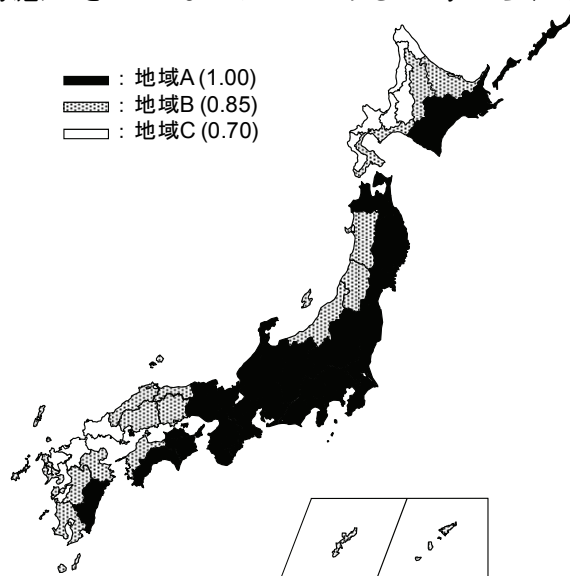 : 地域A (1.00)
: 地域B (0.85)
: 地域C (0.70)